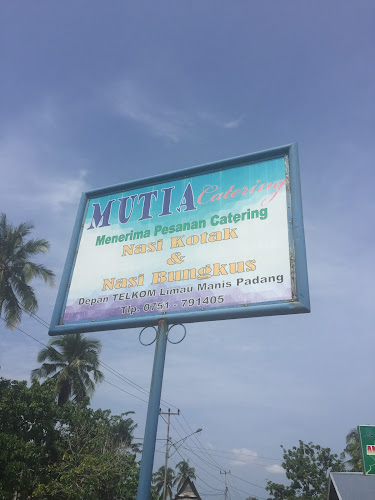 MUTIA Catering
Menerima Pesanan Catering
Nasi Kotak
&
Nasi Bungkus
Depan TELKOM Limau Manis Padang
Tlp. 0751 - 791405